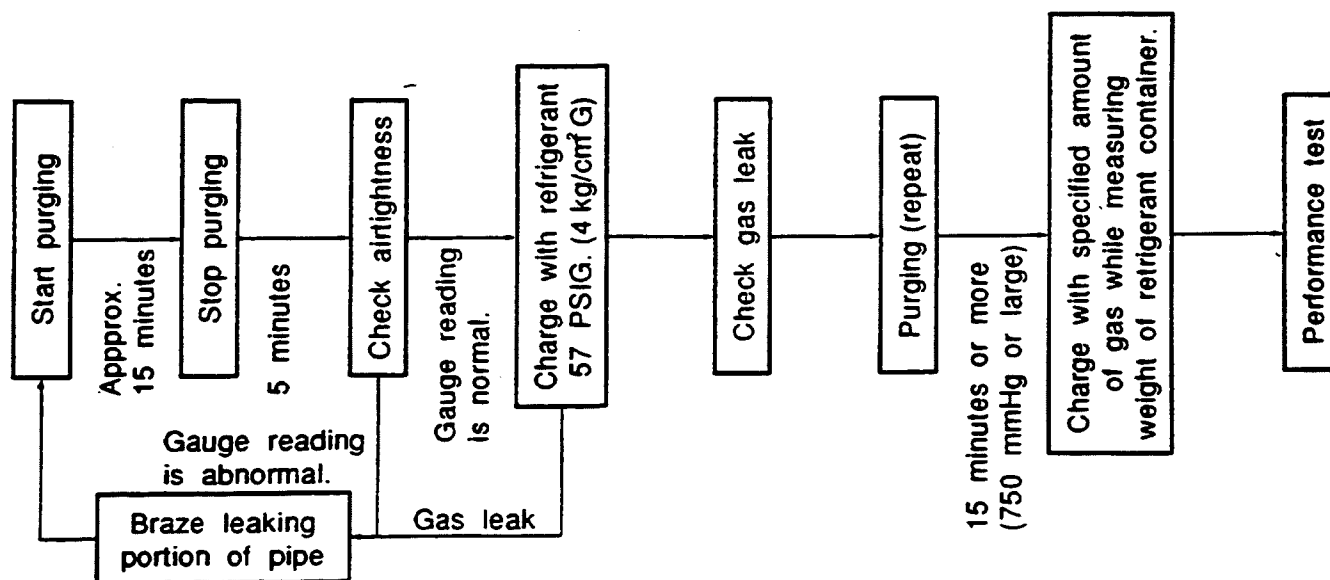 Start purging
Appprox.
15 minutes
Stop purging
5 minutes
Check airtightness
Gauge reading
is abnormal.
Braze leaking
portion of pipe
Gauge reading
is normal.
Gas leak
Charge with refrigerant
57 PSIG. (4 kg/cm² G)
Check gas leak
Purging (repeat)
15 minutes or more
(750 mmHg or large)
Charge with specified amount
of gas while measuring
weight of refrigerant container.
Performance test